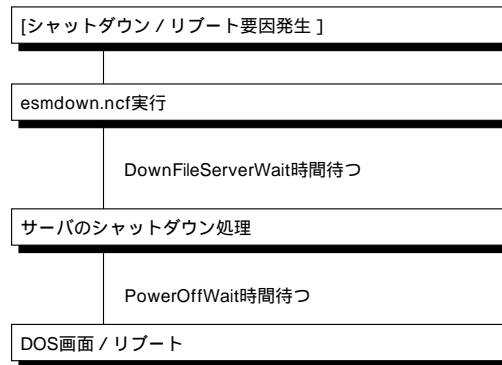 [シャットダウン / リブート要因発生 ]
esmdown.ncf実行
DownFileServerWait時間待つ
サーバのシャットダウン処理
PowerOffWait時間待つ
DOS画面 / リブート